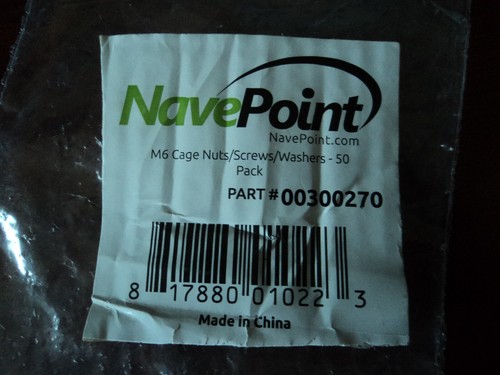 NavePoint
NavePoint.com
M6 Cage Nuts/Screws/Washers - 50
Pack
PART # 00300270
8 17880 01022 3
Made in China